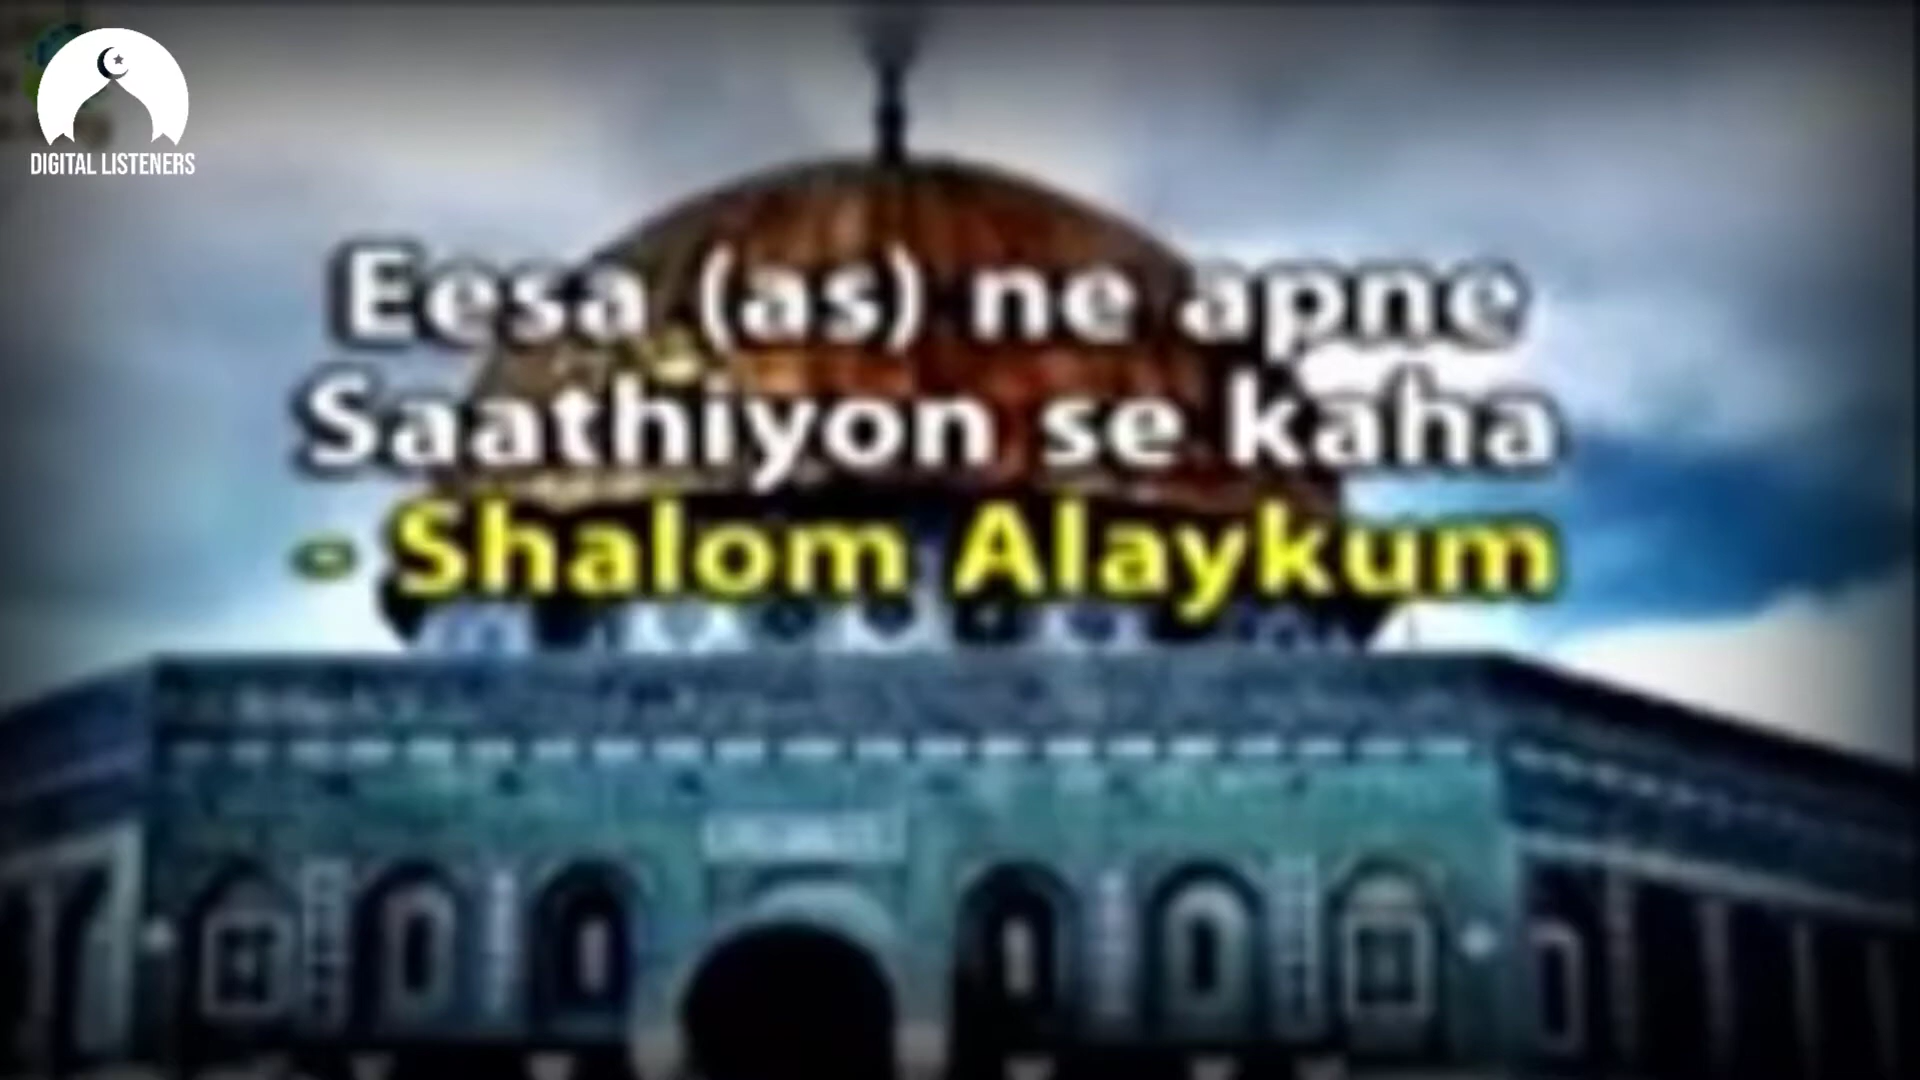 DIGITAL LISTENERS
Eesa (as) ne apne
Saathiyon se kaha
- Shalom Alaykum